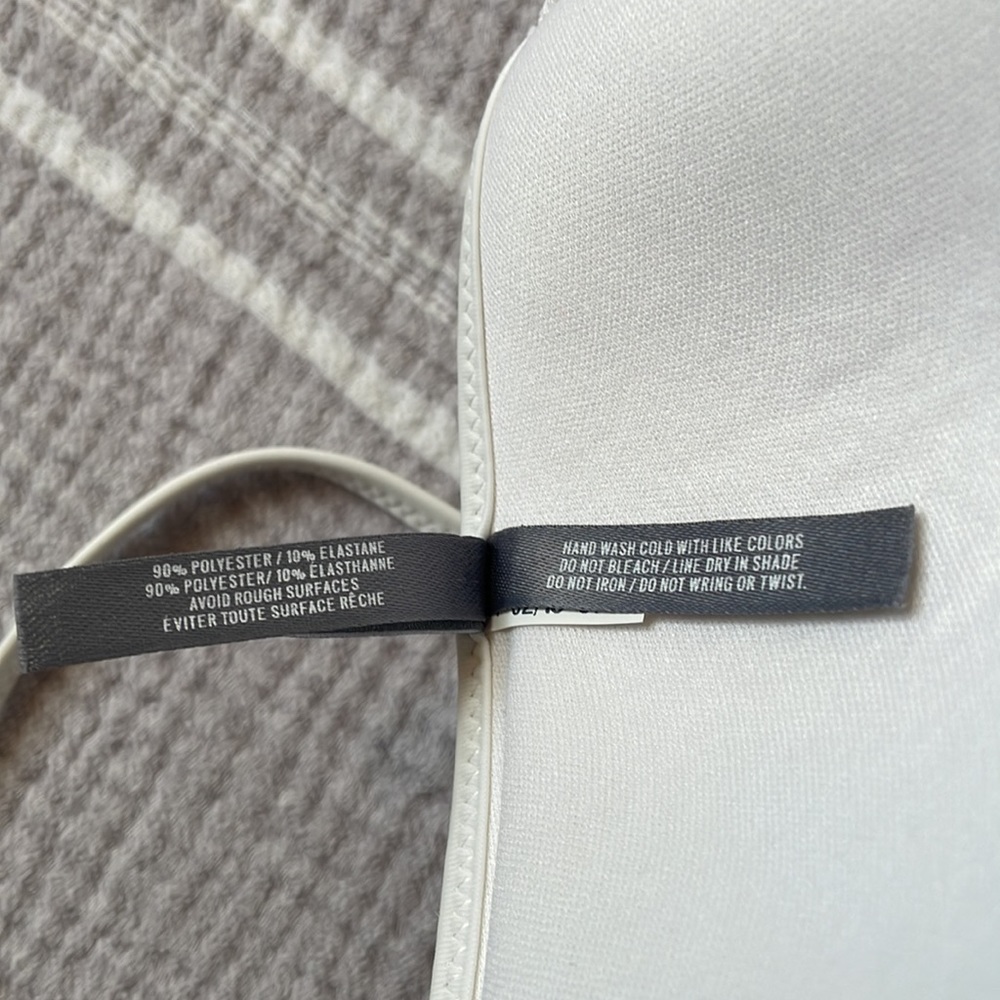 90% POLYESTER / 10% ELASTANE
90% POLYESTER/ 10% ÉLASTHANNE
AVOID ROUGH SURFACES
ÉVITER TOUTE SURFACE RÊCHE
HAND WASH COLD WITH LIKE COLORS
DO NOT BLEACH / LINE DRY IN SHADE
DO NOT IRON / DO NOT WRING OR TWIST.